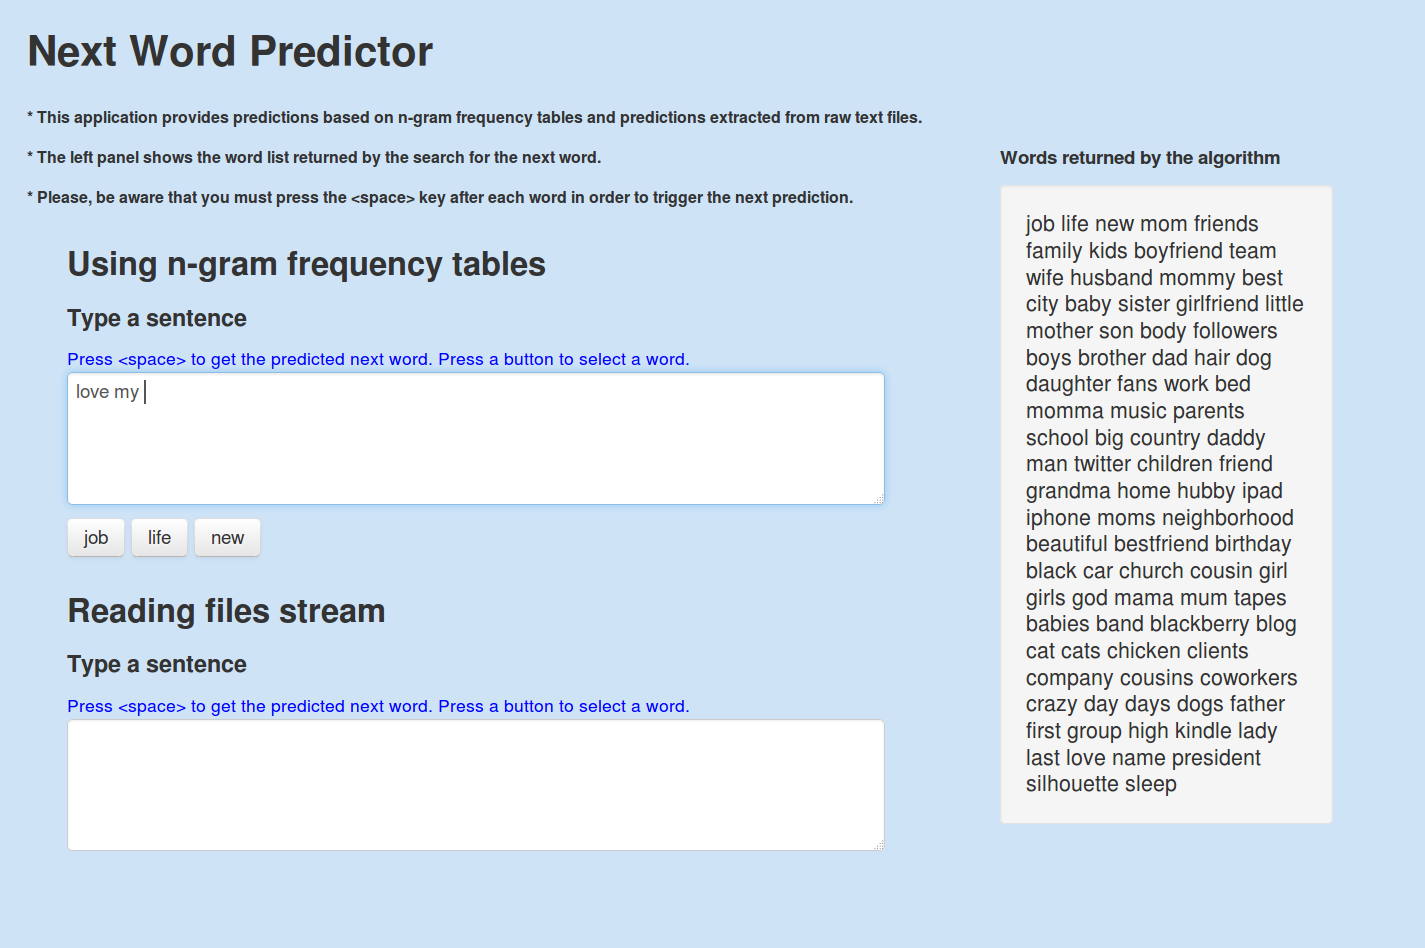 Next Word Predictor
* This application provides predictions based on n-gram frequency tables and predictions extracted from raw text files.
* The left panel shows the word list returned by the search for the next word.
* Please, be aware that you must press the <space> key after each word in order to trigger the next prediction.
Using n-gram frequency tables
Type a sentence
Press <space> to get the predicted next word. Press a button to select a word.
love my
job life new
Reading files stream
Type a sentence
Press <space> to get the predicted next word. Press a button to select a word.
Words returned by the algorithm
job life new mom friends
family kids boyfriend team
wife husband mommy best
city baby sister girlfriend little
mother son body followers
boys brother dad hair dog
daughter fans work bed
momma music parents
school big country daddy
man twitter children friend
grandma home hubby ipad
iphone moms neighborhood
beautiful bestfriend birthday
black car church cousin girl
girls god mama mum tapes
babies band blackberry blog
cat cats chicken clients
company cousins coworkers
crazy day days dogs father
first group high kindle lady
last love name president
silhouette sleep